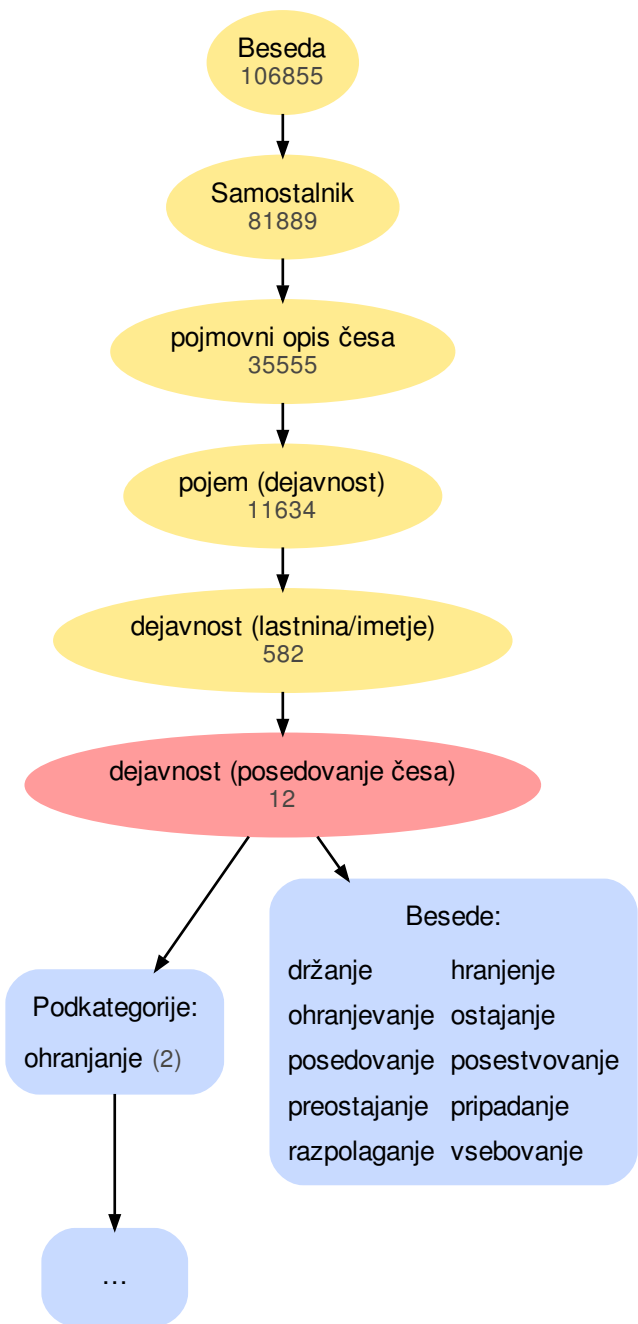 Beseda
106855
Samostalnik
81889
pojmovni opis česa
35555
pojem (dejavnost)
11634
dejavnost (lastnina/imetje)
582
dejavnost (posedovanje česa)
12
Podkategorije:
ohranjanje (2)
...
Besede:
držanje hranjenje
ohranjevanje ostajanje
posedovanje posestvovanje
preostajanje pripadanje
razpolaganje vsebovanje